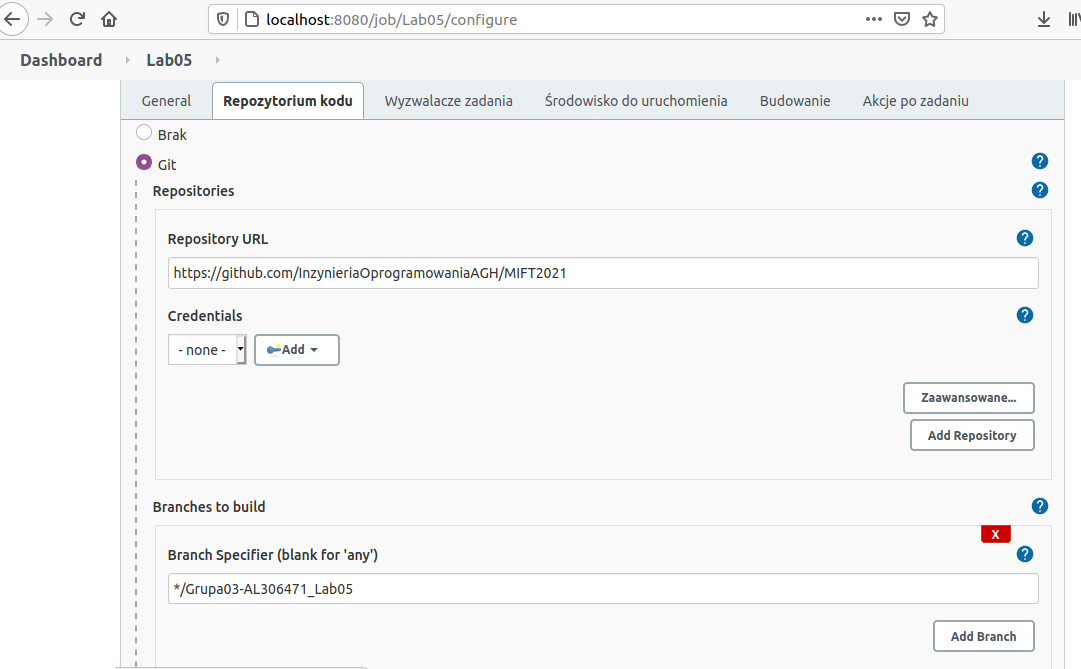 localhost:8080/job/Lab05/configure
Dashboard Lab05
General Repozytorium kodu Wyzwalacze zadania Środowisko do uruchomienia Budowanie Akcje po zadaniu
Brak
Git
?
Repositories
?
Repository URL
?
https://github.com/InzynieriaOprogramowaniaAGH/MIFT2021
Credentials
?
- none - Add
Zaawansowane...
Add Repository
Branches to build
?
X
Branch Specifier (blank for 'any')
?
*/Grupa03-AL306471_Lab05
Add Branch